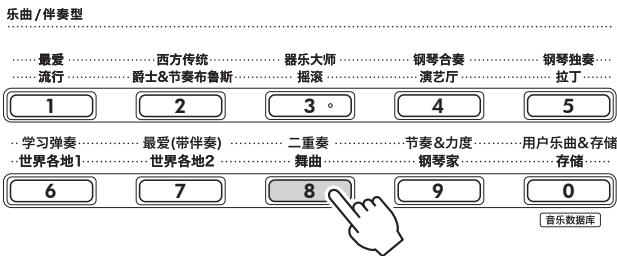 乐曲/伴奏型
最爱 西方传统 器乐大师 钢琴合奏 钢琴独奏
流行 爵士&节奏布鲁斯 摇滚 演艺厅 拉丁
1 2 3 4 5
学习弹奏 最爱(带伴奏) 二重奏 节奏&力度 用户乐曲&存储
世界各地1 世界各地2 舞曲 钢琴家 存储
6 7 8 9 0
音乐数据库